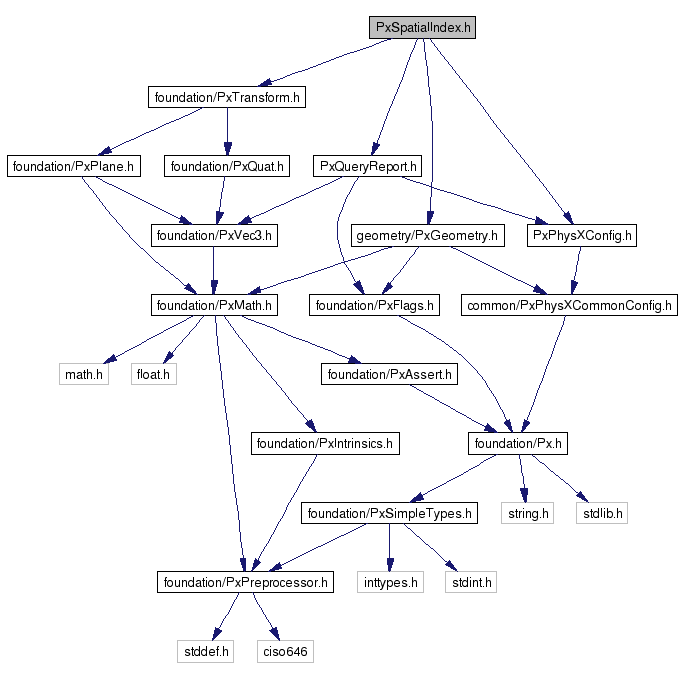 PxSpatialIndex.h
foundation/PxTransform.h
foundation/PxPlane.h
foundation/PxQuat.h
PxQueryReport.h
foundation/PxVec3.h
geometry/PxGeometry.h
PxPhysXConfig.h
foundation/PxMath.h
foundation/PxFlags.h
common/PxPhysXCommonConfig.h
math.h
float.h
foundation/PxAssert.h
foundation/PxIntrinsics.h
foundation/Px.h
foundation/PxSimpleTypes.h
string.h
stdlib.h
foundation/PxPreprocessor.h
inttypes.h
stdint.h
stddef.h
ciso646